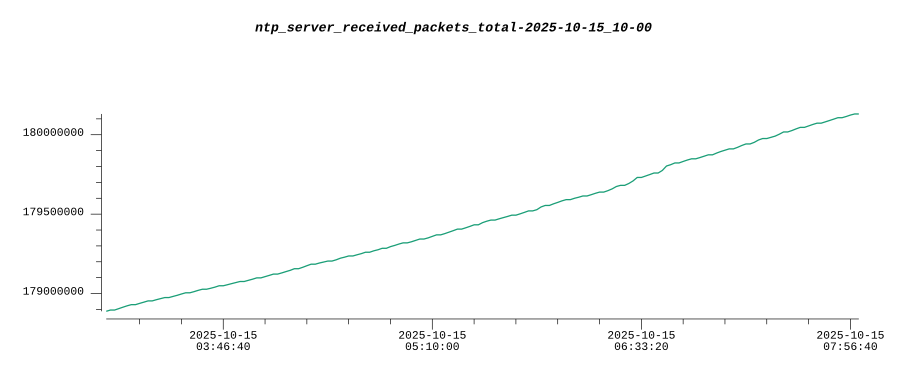 ntp_server_received_packets_total-2025-10-15_10-00
180000000
179500000
179000000
2025-10-15 2025-10-15 2025-10-15 2025-10-15
03:46:40 05:10:00 06:33:20 07:56:40